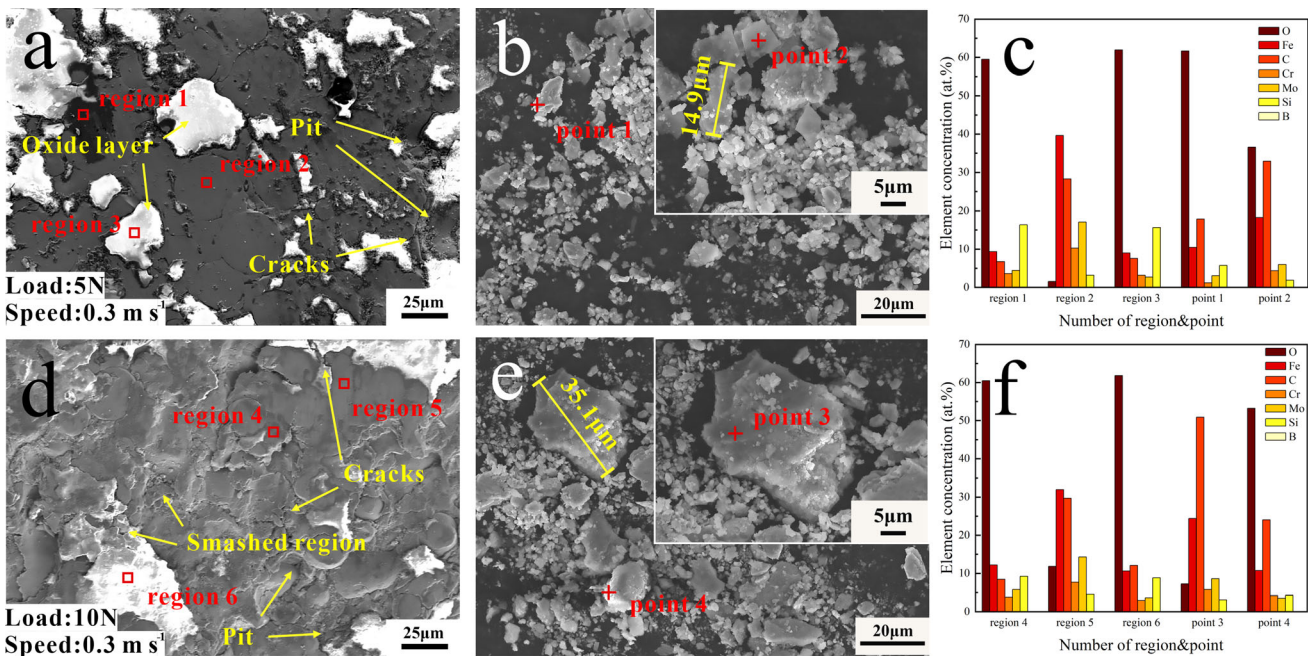 a
region 1
Oxide layer
region 2
Pit
region 3
Cracks
Load:5N
Speed:0.3 m s⁻¹
25μm
b
point 1
point 2
14.9μm
5μm
20μm
c
70
60
50
40
30
20
10
0
Element concentration (at.%)
O
Fe
C
Cr
Mo
Si
B
region 1 region 2 region 3 point 1 point 2
Number of region&point
d
region 4
region 5
Cracks
Smashed region
region 6
Pit
Load:10N
Speed:0.3 m s⁻¹
25μm
e
35.1μm
point 3
5μm
point 4
20μm
f
70
60
50
40
30
20
10
0
Element concentration (at.%)
O
Fe
C
Cr
Mo
Si
B
region 4 region 5 region 6 point 3 point 4
Number of region&point